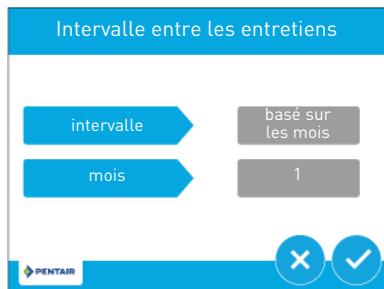 Intervalle entre les entretiens
intervalle
basé sur
les mois
mois
1
PENTAIR